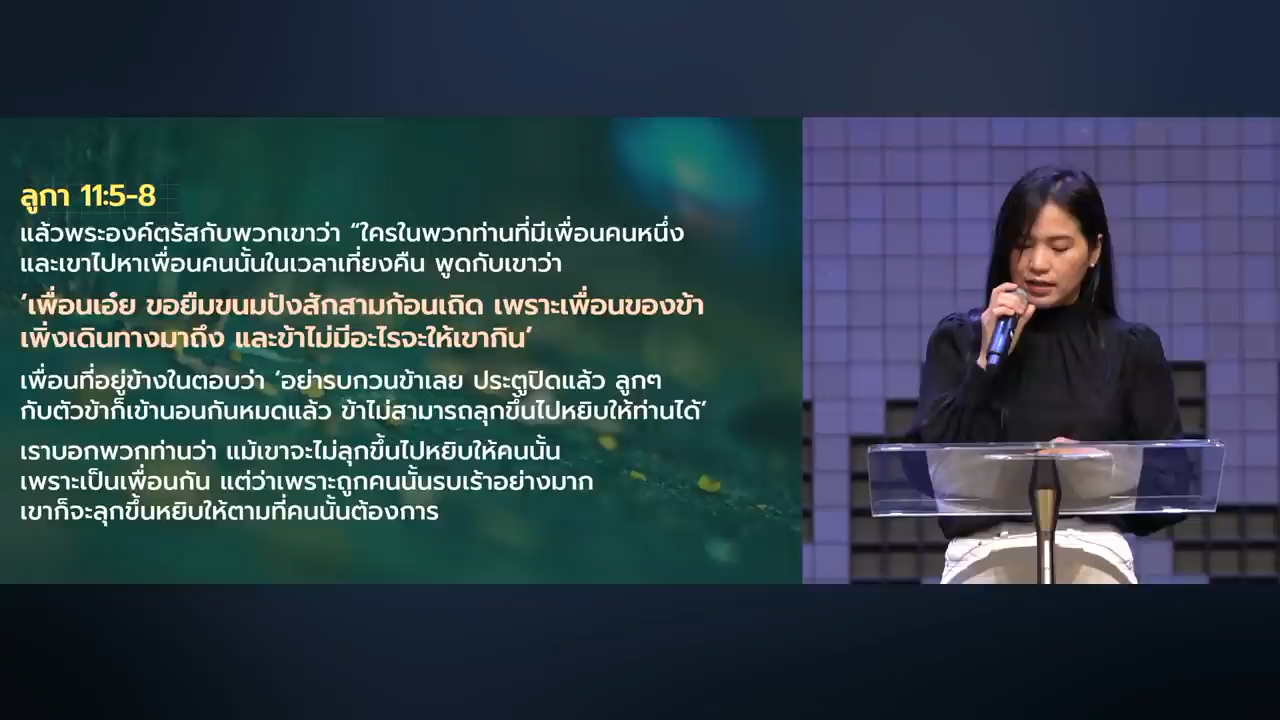 ลูกา 11:5-8
แล้วพระองค์ตรัสกับพวกเขาว่า “ใครในพวกท่านที่มีเพื่อนคนหนึ่ง
และเขาไปหาเพื่อนคนนั้นในเวลาเที่ยงคืน พูดกับเขาว่า
‘เพื่อนเอ๋ย ขอยืมขนมปังสักสามก้อนเถิด เพราะเพื่อนของข้า
เพิ่งเดินทางมาถึง และข้าไม่มีอะไรจะให้เขากิน’
เพื่อนที่อยู่ข้างในตอบว่า ‘อย่ารบกวนข้าเลย ประตูปิดแล้ว ลูกๆ
กับตัวข้าก็เข้านอนกันหมดแล้ว ข้าไม่สามารถลุกขึ้นไปหยิบให้ท่านได้’
เราบอกพวกท่านว่า แม้เขาจะไม่ลุกขึ้นไปหยิบให้คนนั้น
เพราะเป็นเพื่อนกัน แต่ว่าเพราะถูกคนนั้นรบเร้าอย่างมาก
เขาก็จะลุกขึ้นหยิบให้ตามที่คนนั้นต้องการ